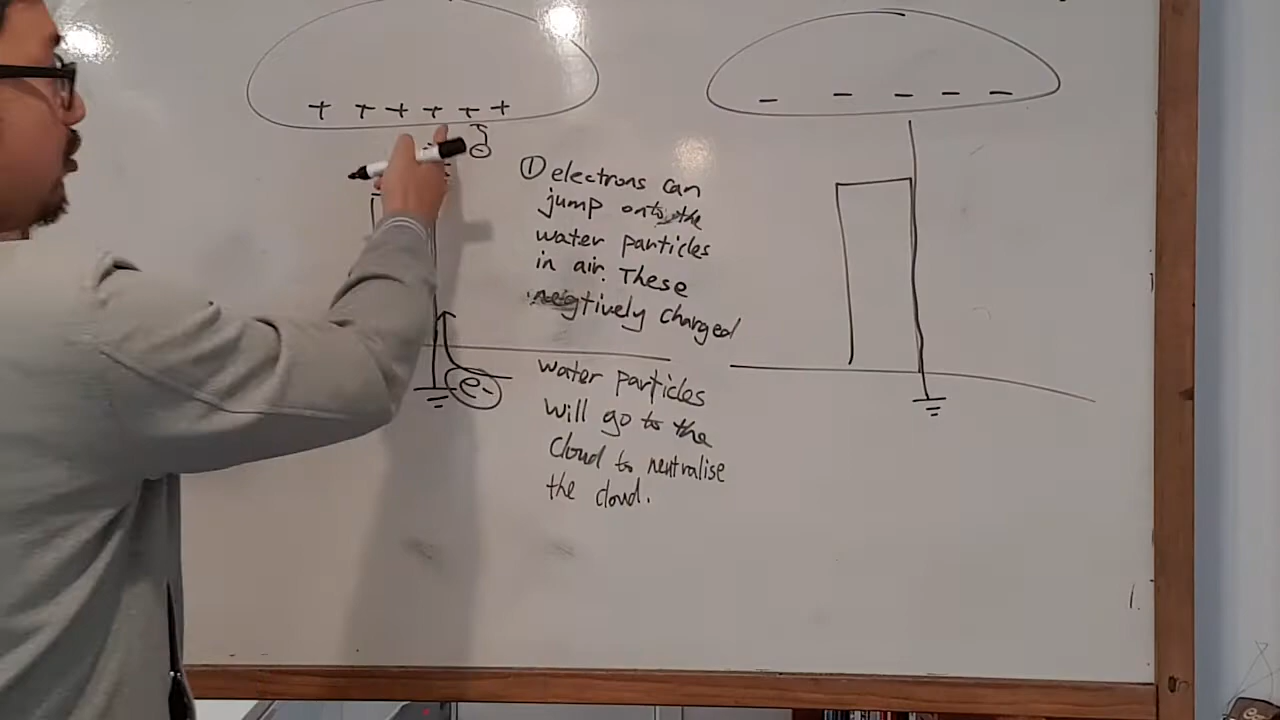 + + + + + +
- - - - -
-
① electrons can
jump onto the
water particles
in air. These
negtively charged
e-
water particles
will go to the
cloud to neutralise
the cloud.